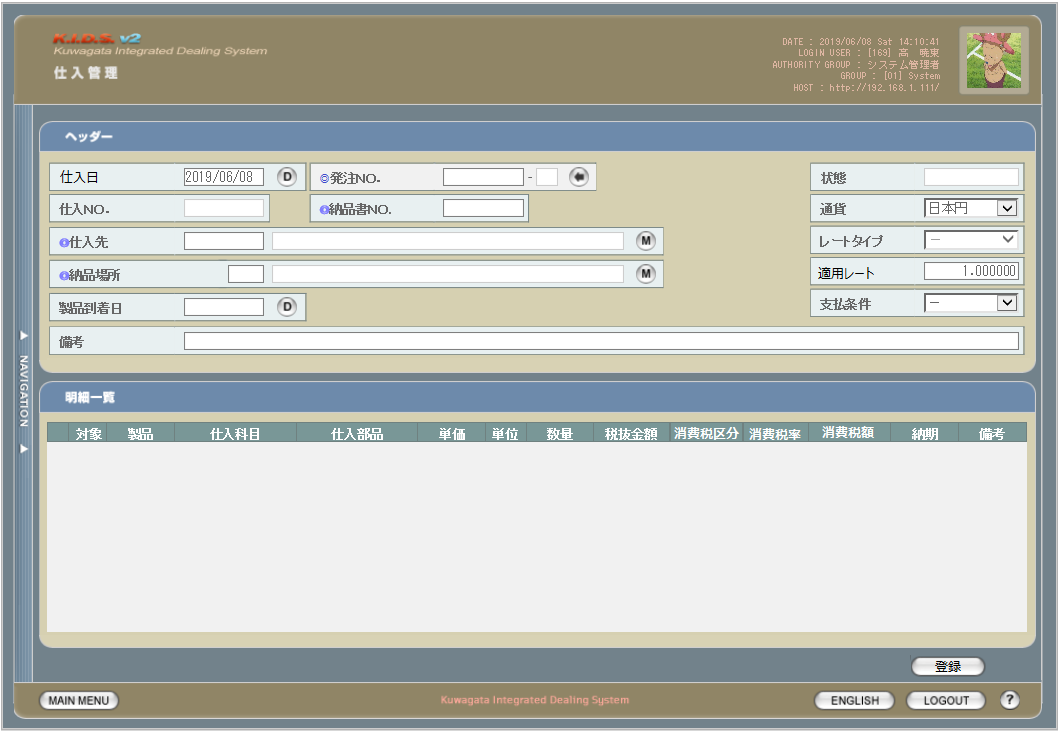 K.I.D.S. v2
Kuwagata Integrated Dealing System
仕入管理
DATE : 2019/06/08 Sat 14:10:41
LOGIN USER : [169] 高 暁東
AUTHORITY GROUP : システム管理者
GROUP : [01] System
HOST : http://192.168.1.111/
ヘッダー
仕入日 2019/06/08 D ◎発注NO. -
仕入NO. 納品書NO.
仕入先 M
納品場所 M
製品到着日 D
備考
状態
通貨 日本円
レートタイプ —
適用レート 1.000000
支払条件 —
NAVIGATION
明細一覧
対象 製品 仕入科目 仕入部品 単価 単位 数量 税抜金額 消費税区分 消費税率 消費税額 納期 備考
登録
MAIN MENU Kuwagata Integrated Dealing System ENGLISH LOGOUT ?